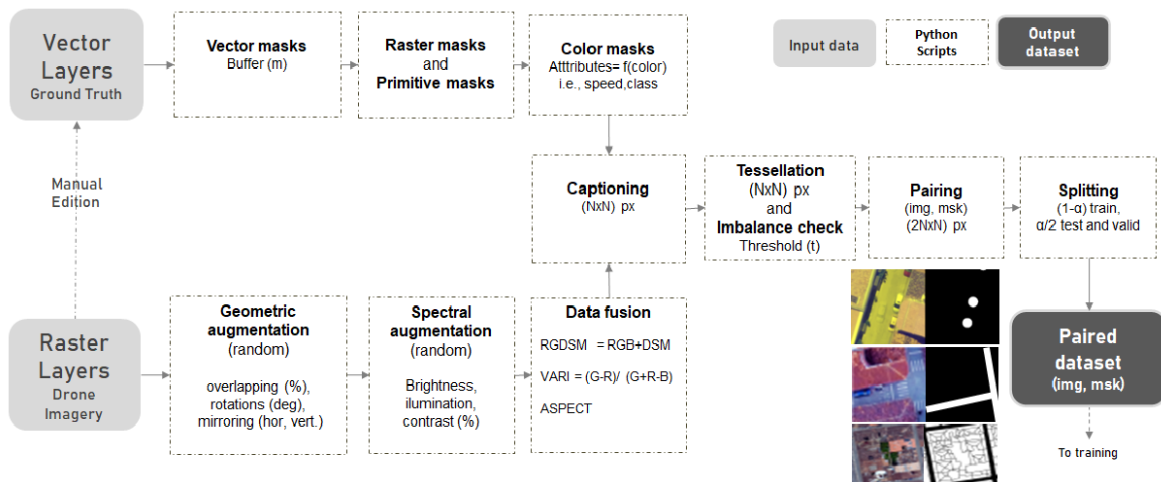 Vector
Layers
Ground Truth
Vector masks
Buffer (m)
Raster masks
and
Primitive masks
Color masks
Atttributes= f(color)
i.e., speed,class
Input data
Python
Scripts
Output
dataset
Manual
Edition
Captioning
(NxN) px
Tessellation
(NxN) px
and
Imbalance check
Threshold (t)
Pairing
(img, msk)
(2NxN) px
Splitting
(1-α) train,
α/2 test and valid
Raster
Layers
Drone
Imagery
Geometric
augmentation
(random)
overlapping (%),
rotations (deg),
mirroring (hor, vert.)
Spectral
augmentation
(random)
Brightness,
ilumination,
contrast (%)
Data fusion
RGDSM = RGB+DSM
VARI = (G-R)/ (G+R-B)
ASPECT
Paired
dataset
(img, msk)
To training